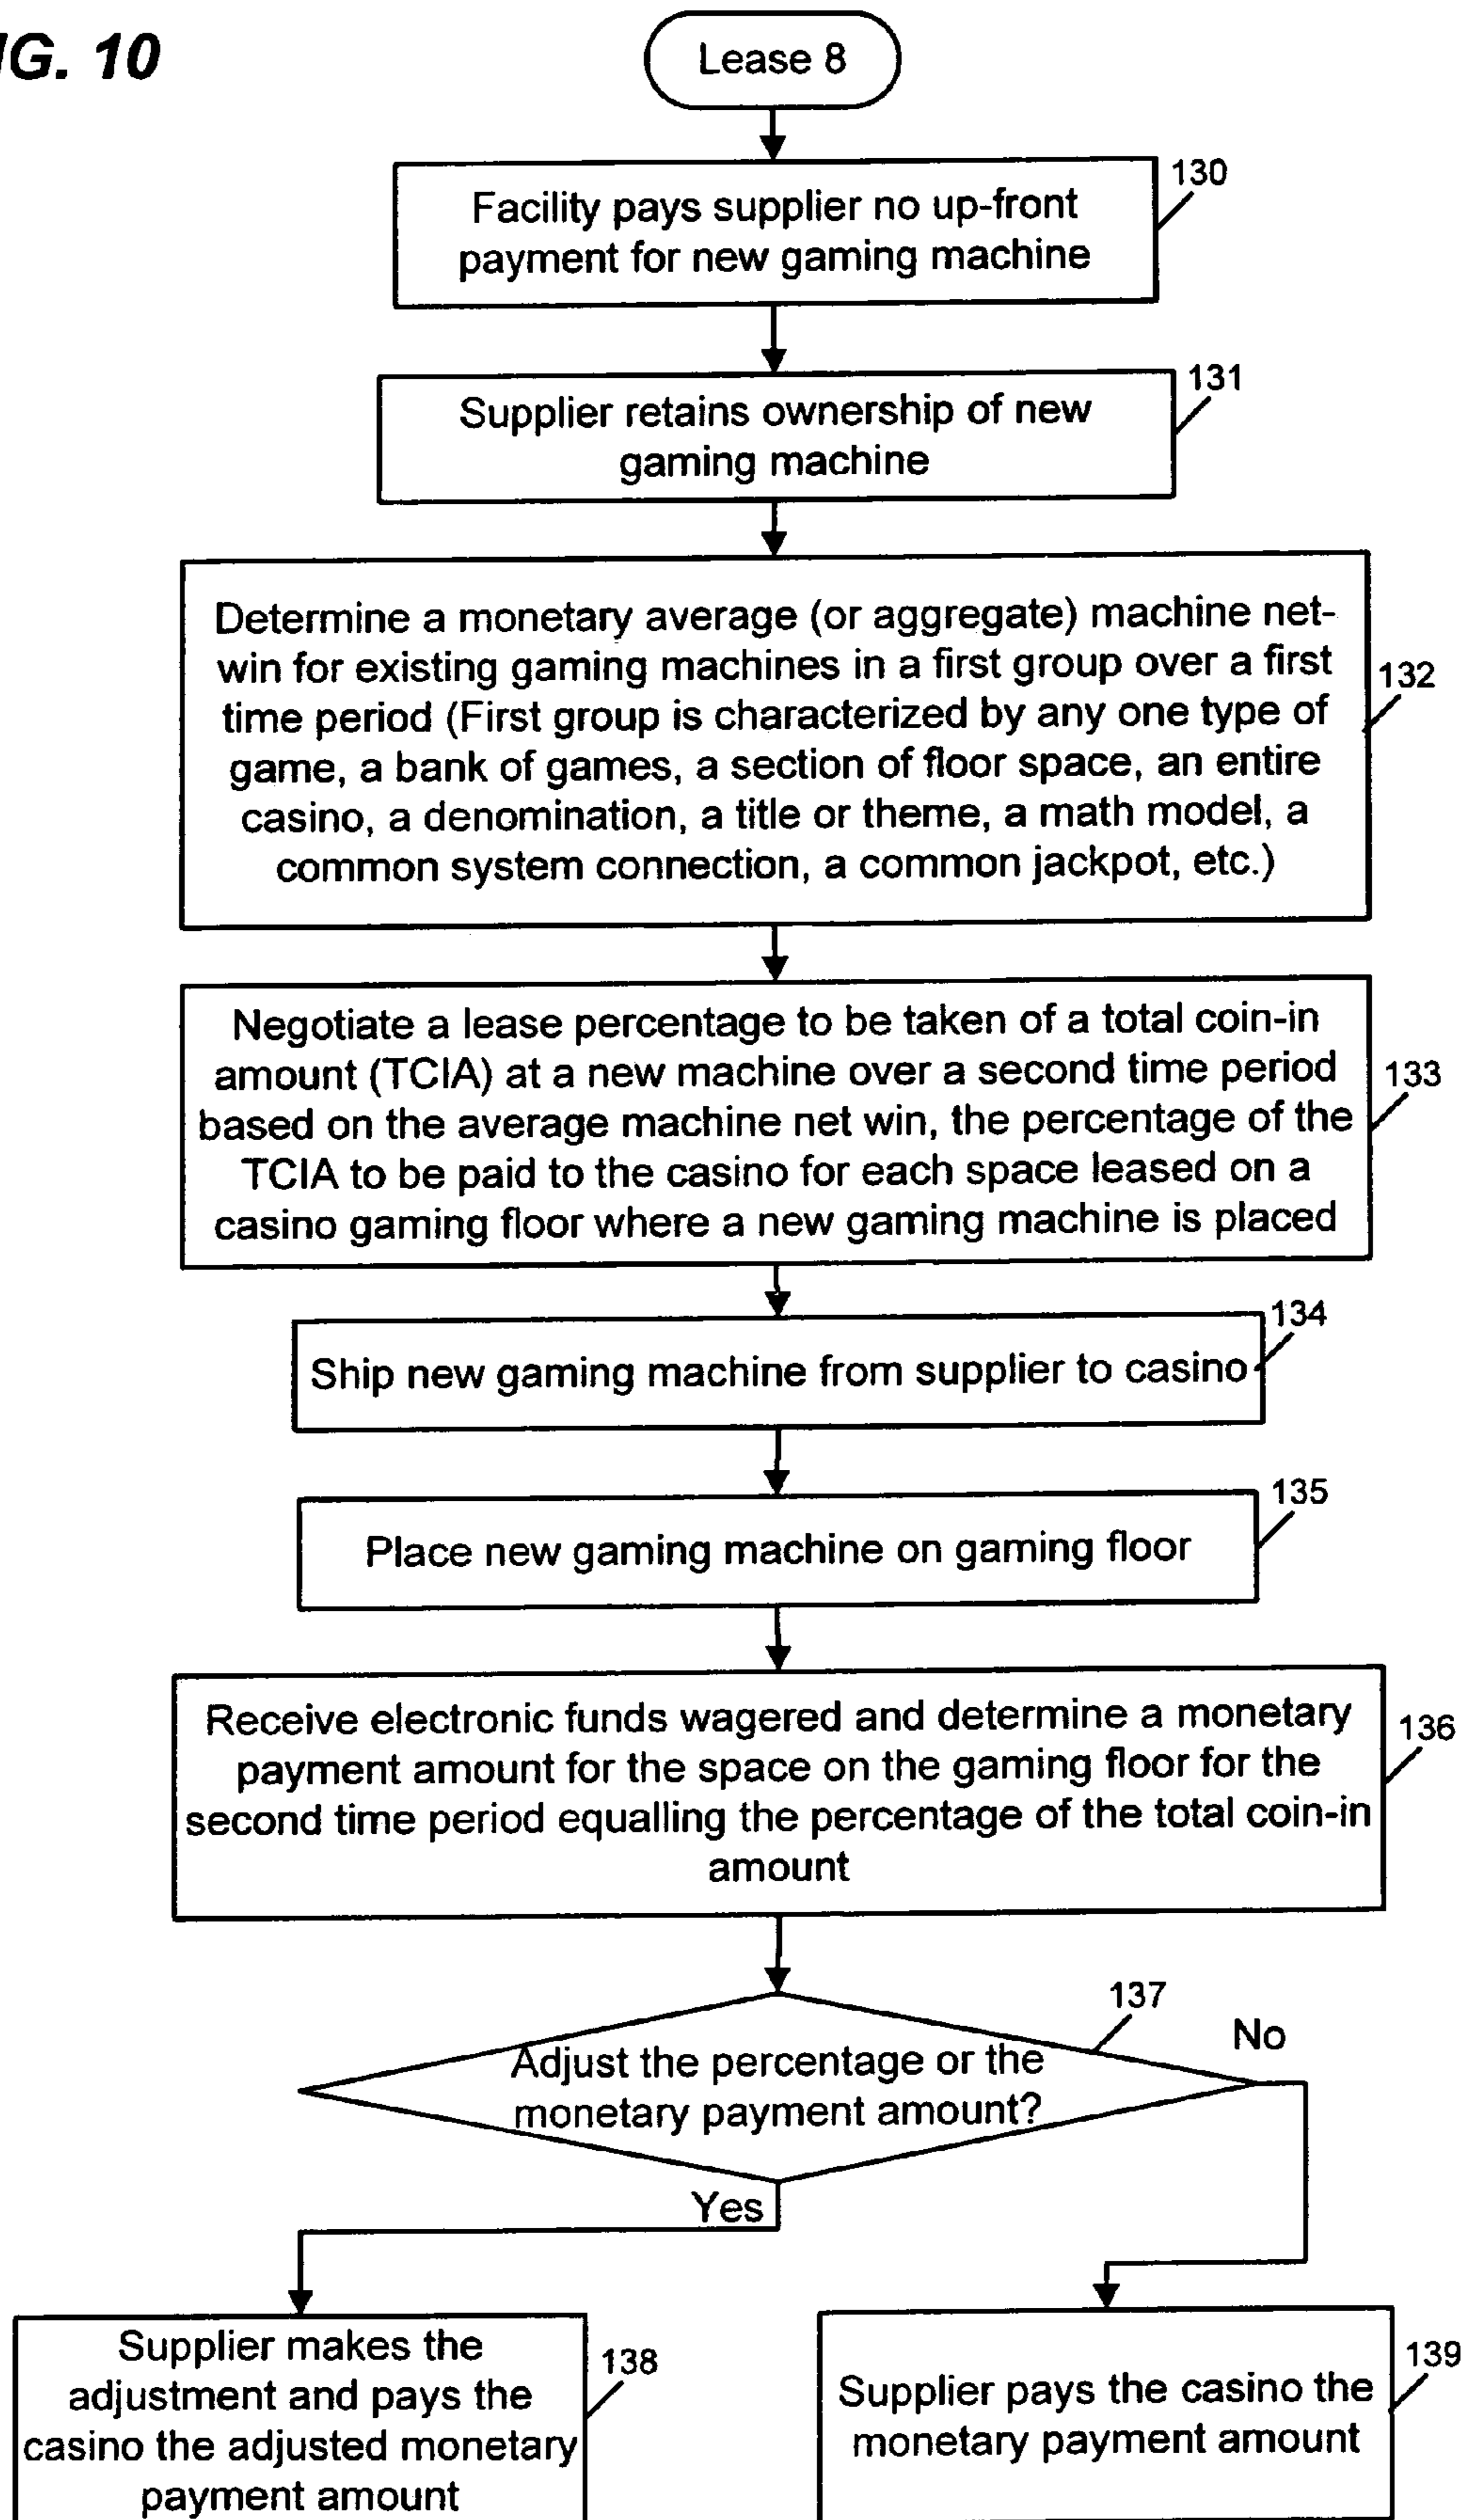 IG. 10
Lease 8
130
Facility pays supplier no up-front
payment for new gaming machine
131
Supplier retains ownership of new
gaming machine
Determine a monetary average (or aggregate) machine net-
win for existing gaming machines in a first group over a first
time period (First group is characterized by any one type of
game, a bank of games, a section of floor space, an entire
casino, a denomination, a title or theme, a math model, a
common system connection, a common jackpot, etc.)
132
Negotiate a lease percentage to be taken of a total coin-in
amount (TCIA) at a new machine over a second time period
based on the average machine net win, the percentage of the
TCIA to be paid to the casino for each space leased on a
casino gaming floor where a new gaming machine is placed
133
134
Ship new gaming machine from supplier to casino
135
Place new gaming machine on gaming floor
Receive electronic funds wagered and determine a monetary
payment amount for the space on the gaming floor for the
second time period equalling the percentage of the total coin-in
amount
136
137
No
Adjust the percentage or the
monetary payment amount?
Yes
Supplier makes the
adjustment and pays the
casino the adjusted monetary
payment amount
138
Supplier pays the casino the
monetary payment amount
139